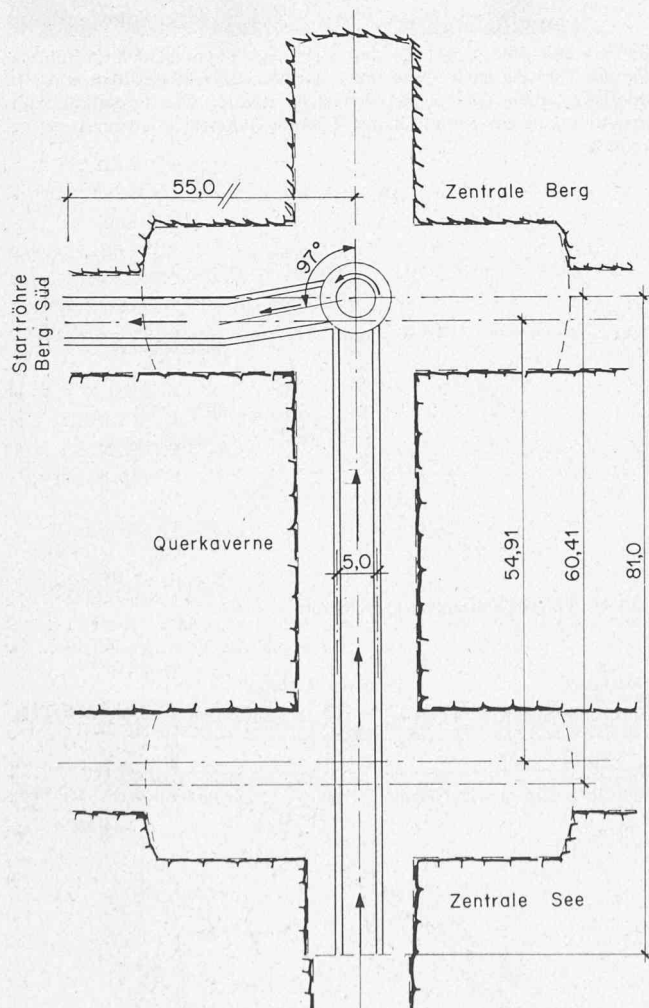 55,0
Zentrale Berg
97°
Startröhre
Berg Süd
Querkaverne
5,0
54,91
60,41
81,0
Zentrale See